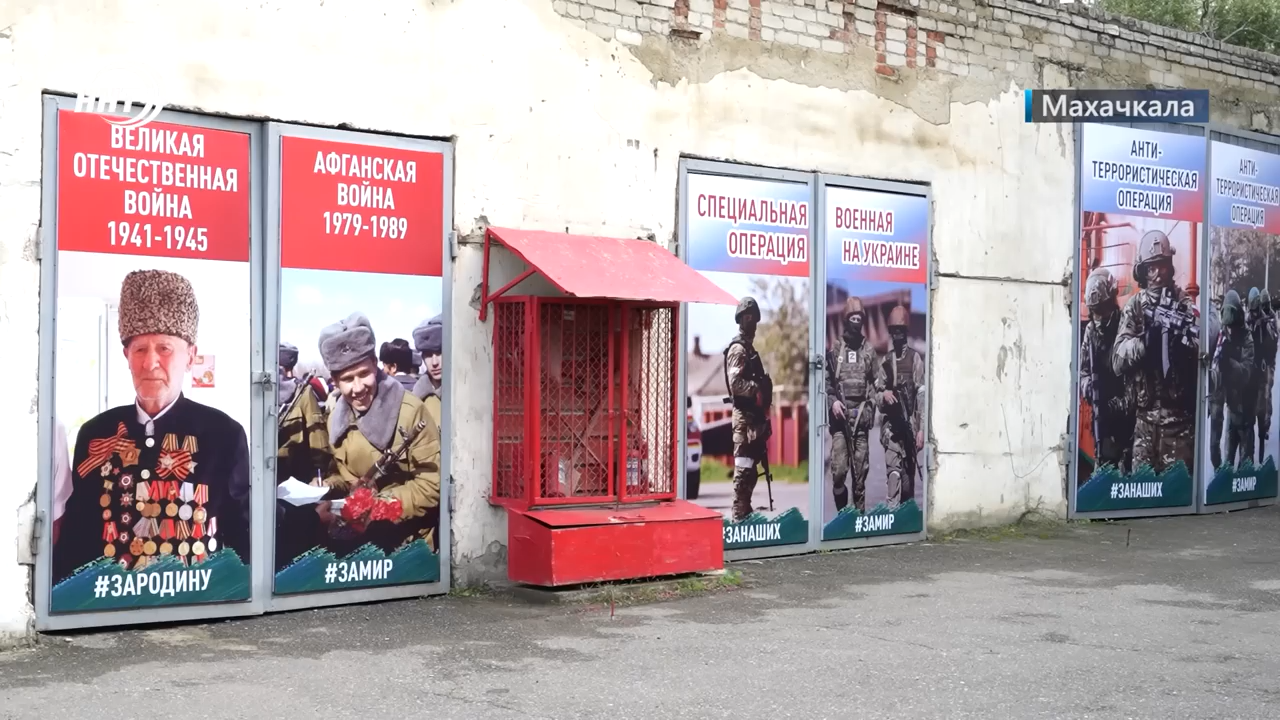 ННТ
Махачкала
ВЕЛИКАЯ
ОТЕЧЕСТВЕННАЯ
ВОЙНА
1941-1945
#ЗАРОДИНУ
АФГАНСКАЯ
ВОЙНА
1979-1989
#ЗАМИР
СПЕЦИАЛЬНАЯ
ОПЕРАЦИЯ
#ЗАНАШИХ
ВОЕННАЯ
НА УКРАИНЕ
#ЗАМИР
АНТИ-
ТЕРРОРИСТИЧЕСКАЯ
ОПЕРАЦИЯ
#ЗАНАШИХ
АНТИ-
ТЕРРОРИСТИЧЕСКАЯ
ОПЕРАЦИЯ
#ЗАМИР